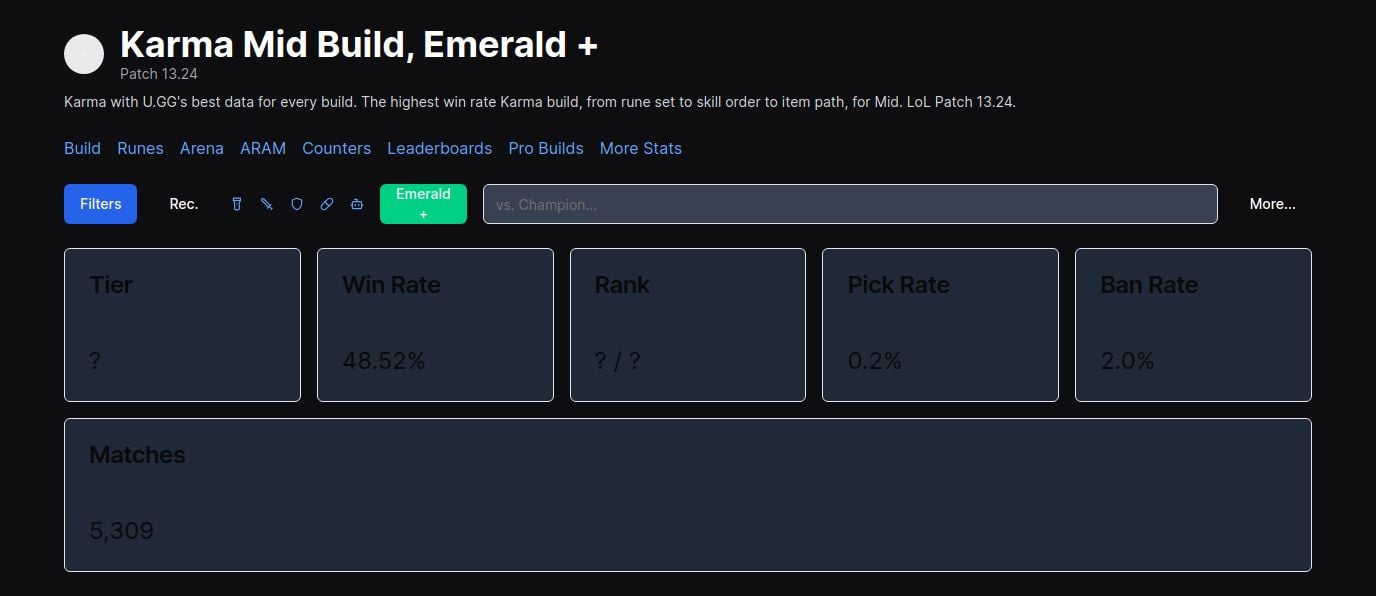 Karma Mid Build, Emerald +
Patch 13.24
Karma with U.GG's best data for every build. The highest win rate Karma build, from rune set to skill order to item path, for Mid. LoL Patch 13.24.
Build Runes Arena ARAM Counters Leaderboards Pro Builds More Stats
Filters Rec. Emerald + vs. Champion... More...
Tier Win Rate Rank Pick Rate Ban Rate
? 48.52% ? / ? 0.2% 2.0%
Matches
5,309